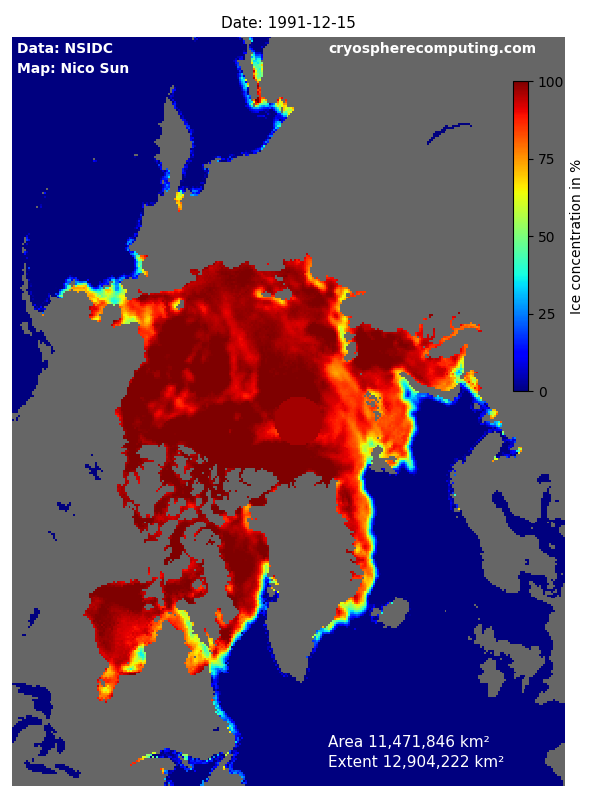 Date: 1991-12-15
Data: NSIDC
Map: Nico Sun
cryospherecomputing.com
100
75
50
25
0
Ice concentration in %
Area 11,471,846 km²
Extent 12,904,222 km²